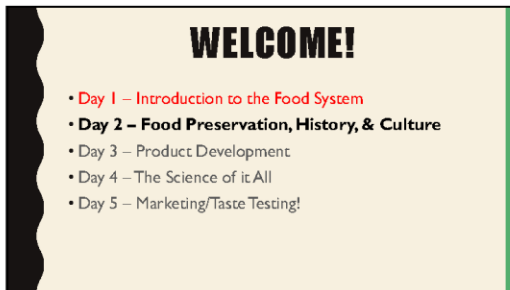 WELCOME!
• Day 1 – Introduction to the Food System
• Day 2 – Food Preservation, History, & Culture
• Day 3 – Product Development
• Day 4 – The Science of it All
• Day 5 – Marketing/Taste Testing!